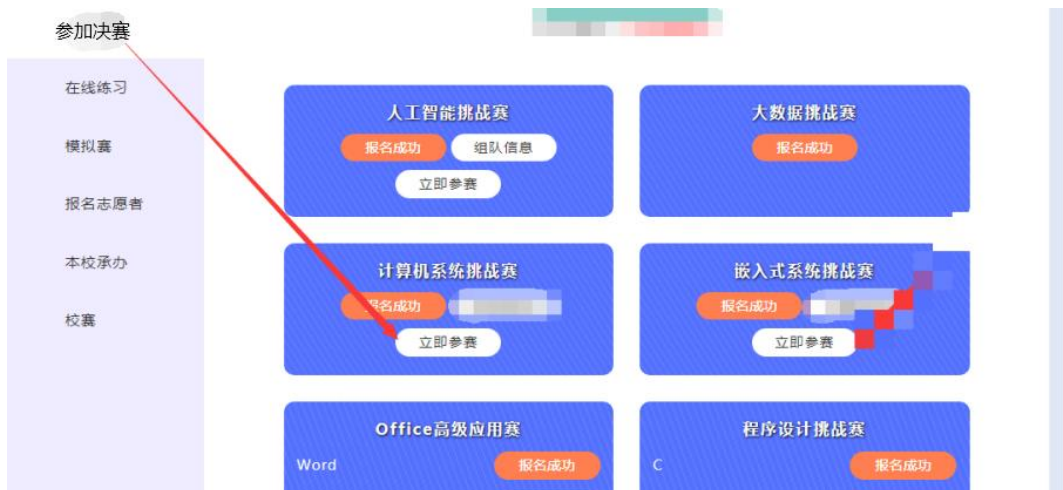 参加决赛
在线练习
模拟赛
报名志愿者
本校承办
校赛
人工智能挑战赛
报名成功 组队信息
立即参赛
大数据挑战赛
报名成功
计算机系统挑战赛
报名成功
立即参赛
嵌入式系统挑战赛
报名成功
立即参赛
Office高级应用赛
Word 报名成功
程序设计挑战赛
C 报名成功